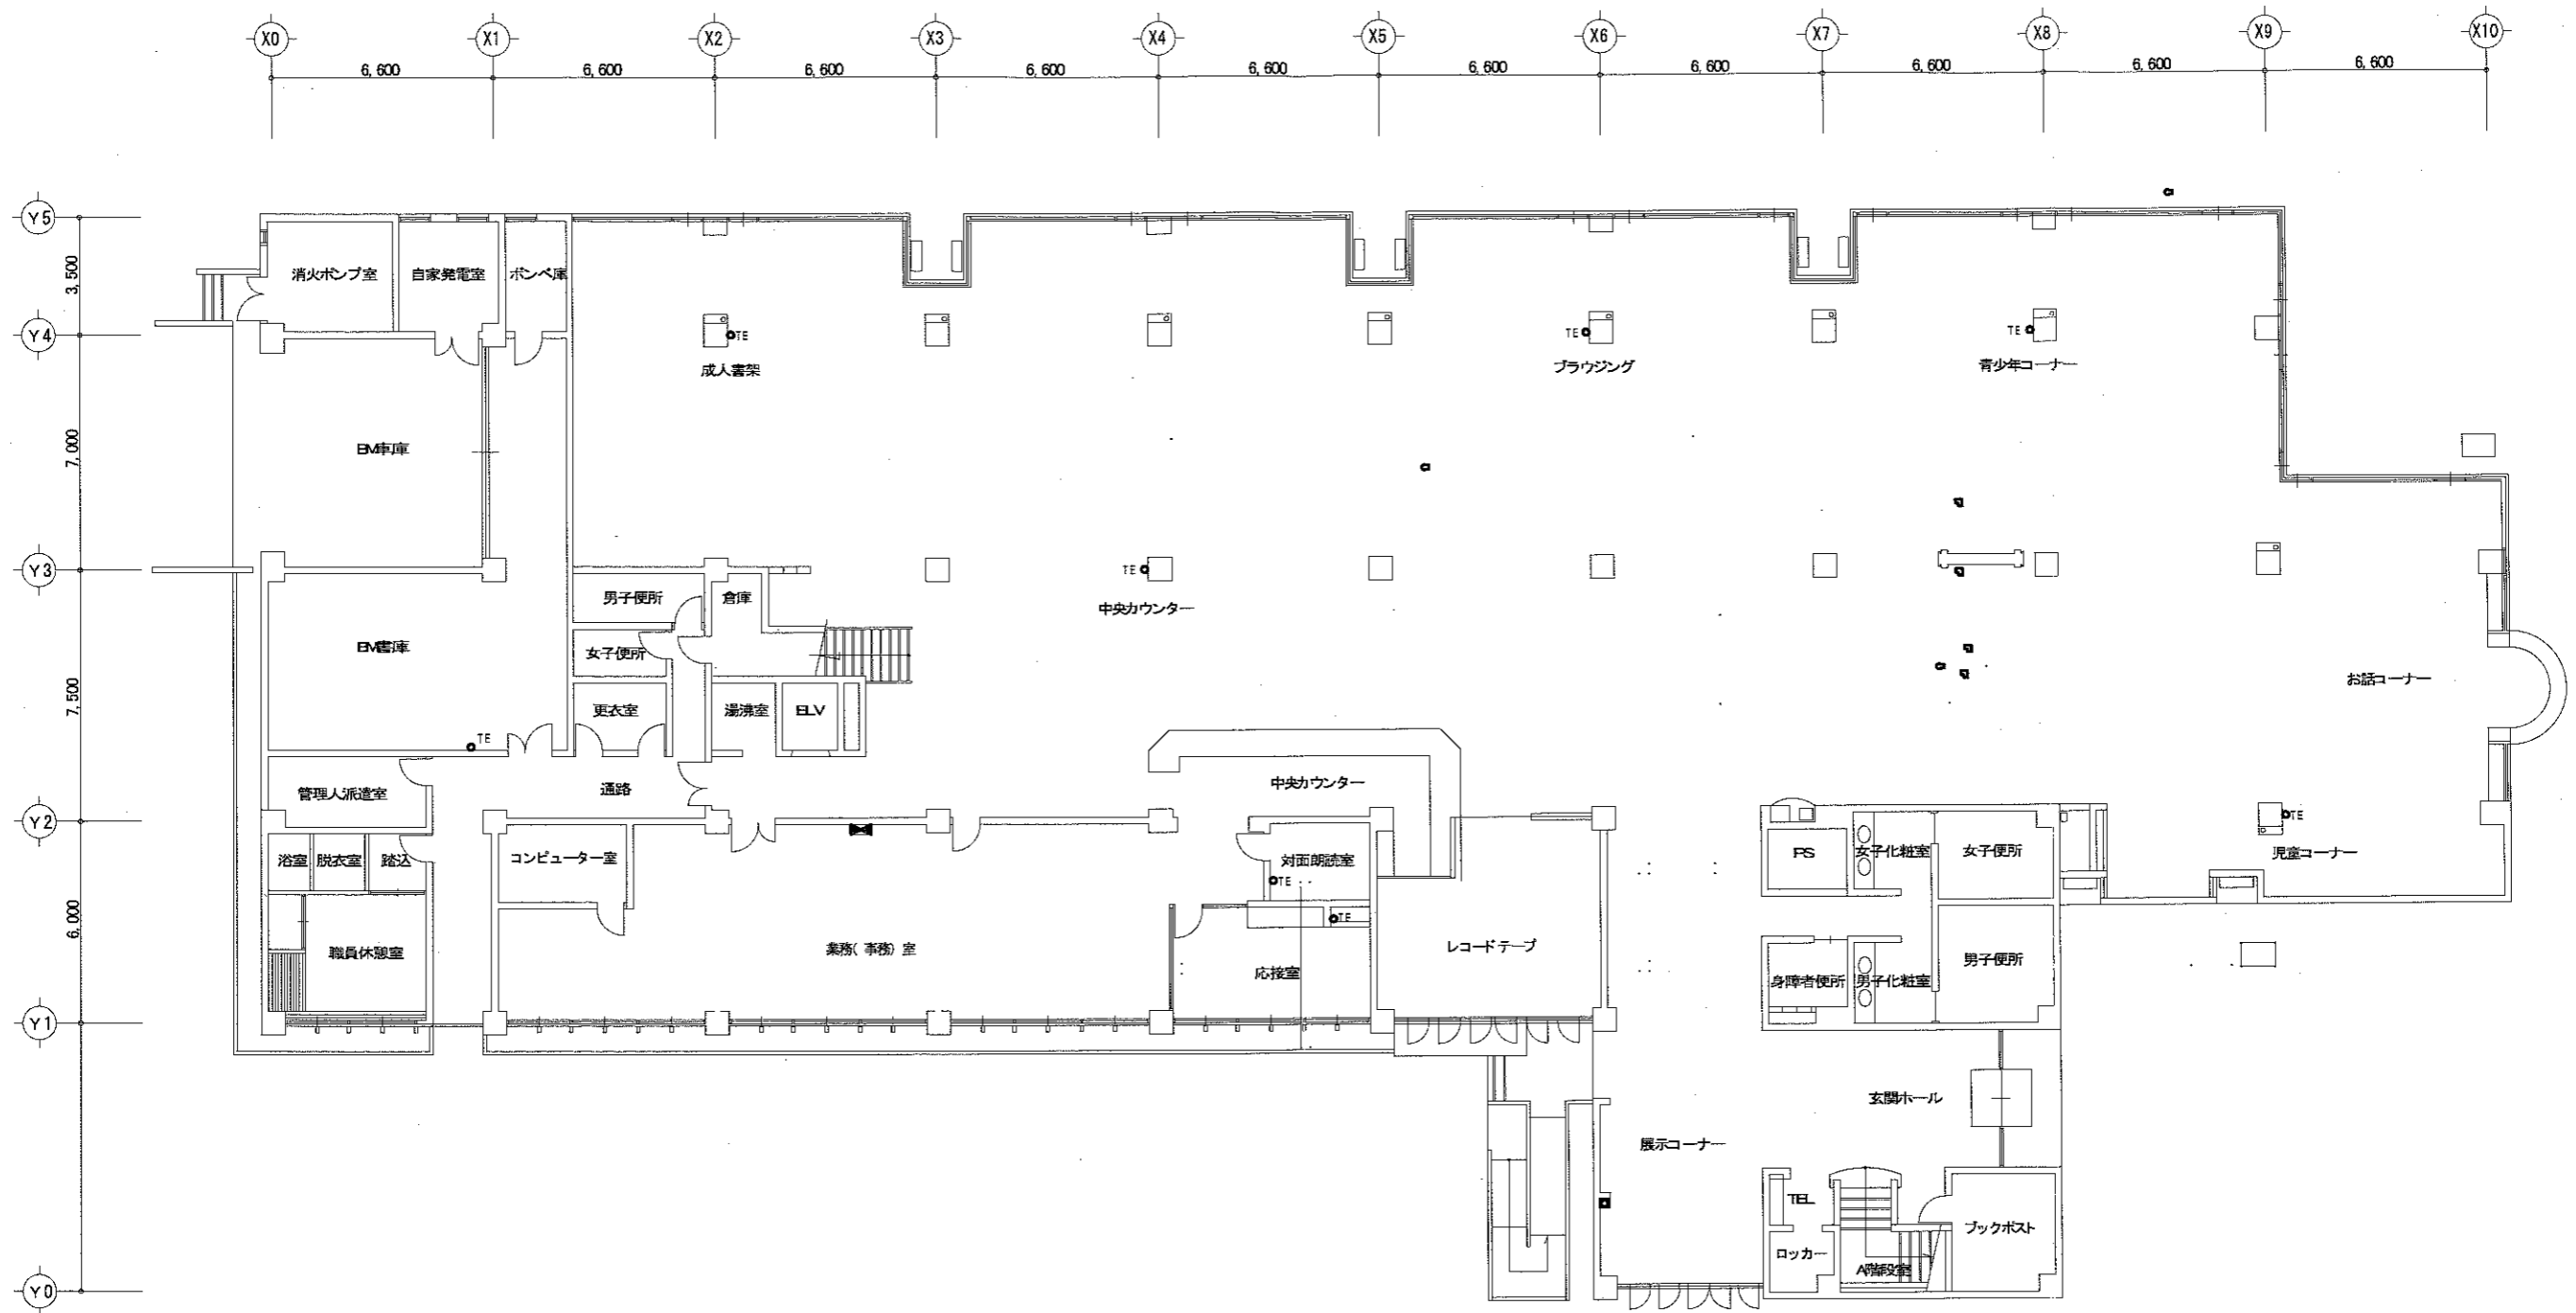 X0 X1 X2 X3 X4 X5 X6 X7 X8 X9 X10
6,600 6,600 6,600 6,600 6,600 6,600 6,600 6,600 6,600 6,600
Y5
3,500
消火ポンプ室 自家発電室 ボンベ庫
Y4
TE TE TE
成人書架 ブラウジング 青少年コーナー
7,000
BM車庫
Y3
TE
男子便所 倉庫 中央カウンター
BM書庫 女子便所
7,500
お話コーナー
更衣室 湯沸室 ELV
TE
管理人派遣室 通路 中央カウンター
Y2
TE
浴室 脱衣室 踏込 コンピューター室 対面朗読室 PS 女子化粧室 女子便所 児童コーナー
TE
6,000
TE
職員休憩室 業務(事務)室 応接室 レコードテープ 身障者便所 男子化粧室 男子便所
Y1
玄関ホール
展示コーナー
TEL ブックポスト
ロッカー A階段室
Y0